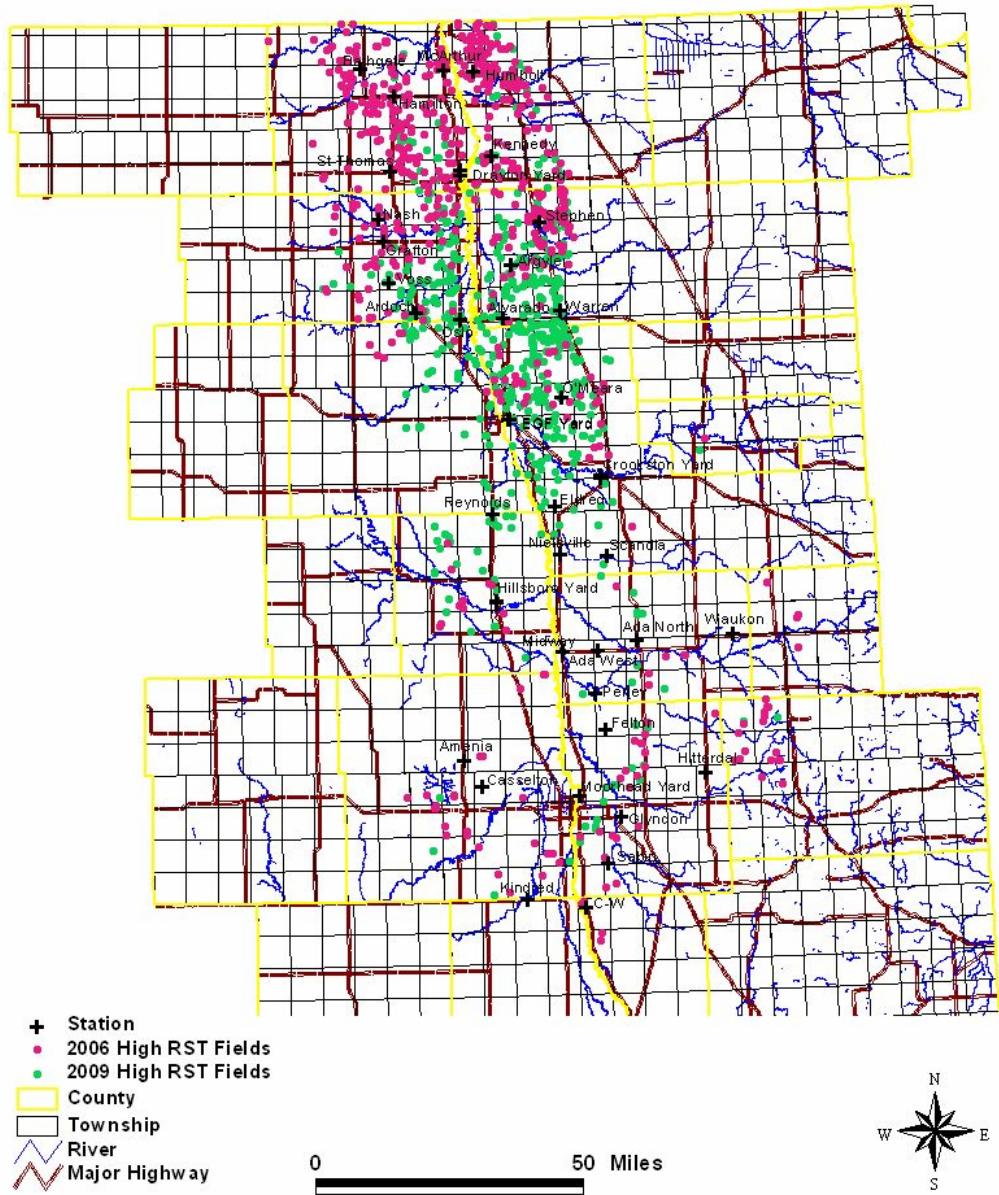 McArthur
Bathgate
Humbolt
Hamilton
Kennedy
St Thomas
Drayton Yard
Nash
Stephen
Grafton
Argyle
Voss
Ardoch
Alvarado
Warren
Oslo
O'Meara
EGF Yard
Crookston Yard
Reynolds
Eldred
Nielsville
Scandia
Hillsboro Yard
Ada North
Waukon
Midway
Ada West
Perley
Felton
Amenia
Hitterdal
Casselton
Moorhead Yard
Glyndon
Sabin
Kindred
C-W
Station
2006 High RST Fields
2009 High RST Fields
County
Township
River
Major Highway
0 50 Miles
N
W E
S